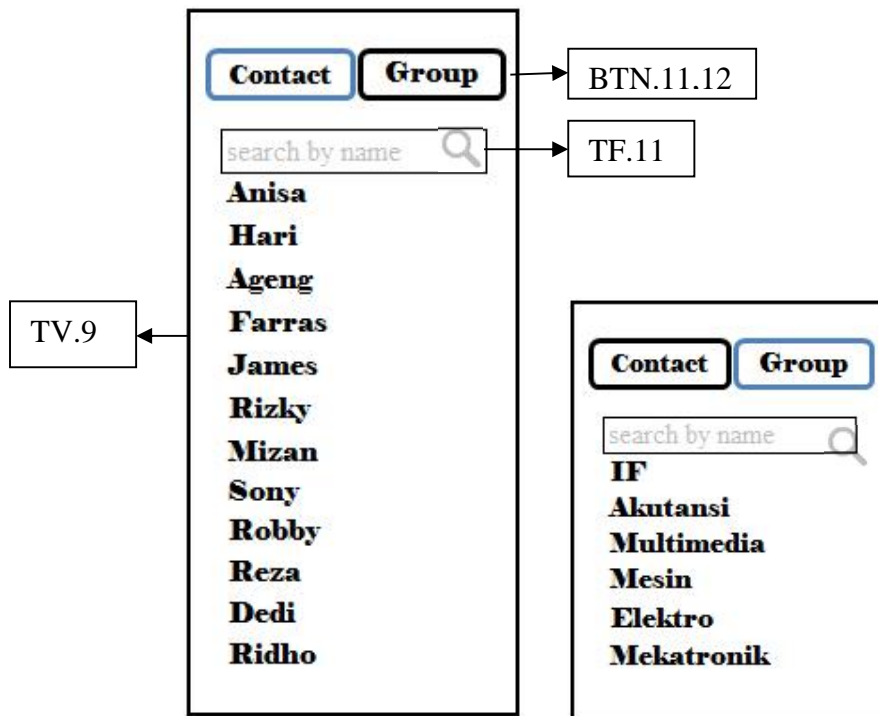 Contact Group
BTN.11,12
search by name
TF.11
Anisa
Hari
Ageng
Farras
James
Rizky
Mizan
Sony
Robby
Reza
Dedi
Ridho
TV.9
Contact Group
search by name
IF
Akutansi
Multimedia
Mesin
Elektro
Mekatronik